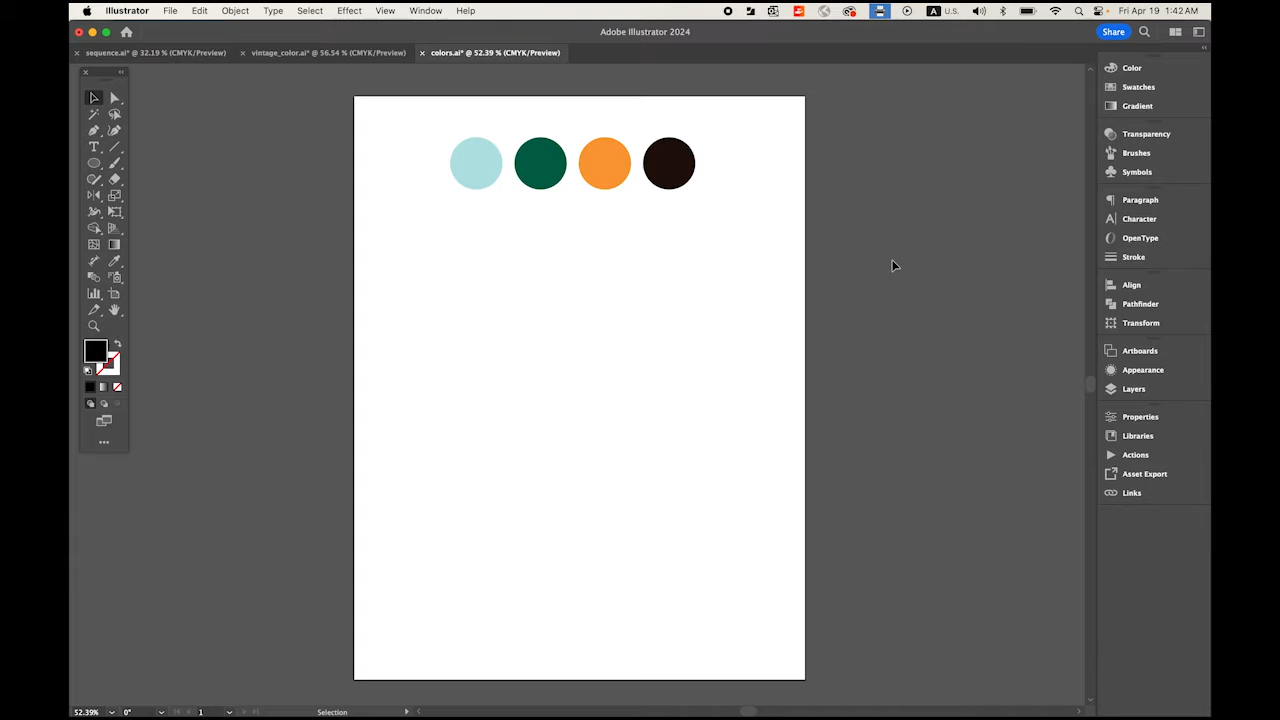 Illustrator File Edit Object Type Select Effect View Window Help U.S. Fri Apr 19 1:42 AM
Adobe Illustrator 2024
Share
sequence.ai* @ 32.19 % (CMYK/Preview) vintage_color.ai* @ 56.54 % (CMYK/Preview) colors.ai* @ 52.39 % (CMYK/Preview)
Color
Swatches
Gradient
Transparency
Brushes
Symbols
Paragraph
Character
OpenType
Stroke
Align
Pathfinder
Transform
Artboards
Appearance
Layers
Properties
Libraries
Actions
Asset Export
Links
52.39% 0° 1 Selection